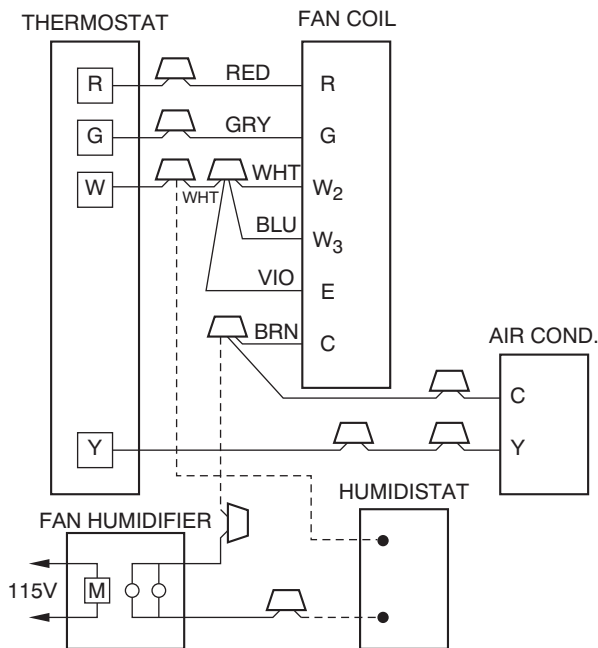 THERMOSTAT
FAN COIL
R
RED
R
G
GRY
G
W
WHT
WHT
W2
BLU
W3
VIO
E
BRN
C
AIR COND.
C
Y
Y
HUMIDISTAT
FAN HUMIDIFIER
115V
M